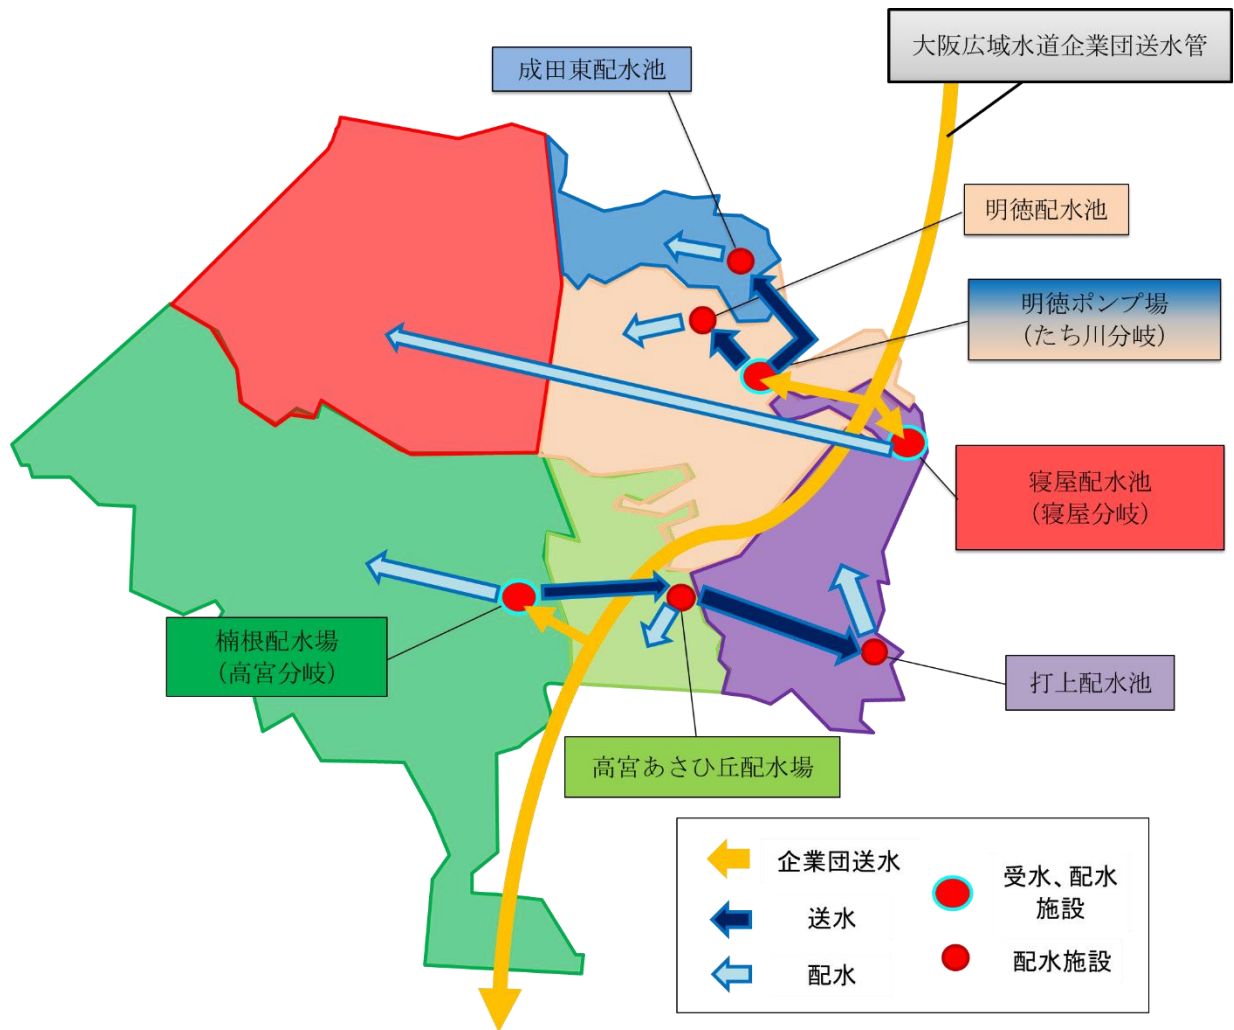 大阪広域水道企業団送水管
成田東配水池
明徳配水池
明徳ポンプ場
（たち川分岐）
寝屋配水池
（寝屋分岐）
楠根配水場
（高宮分岐）
打上配水池
高宮あさひ丘配水場
企業団送水
送水
配水
受水、配水
施設
配水施設